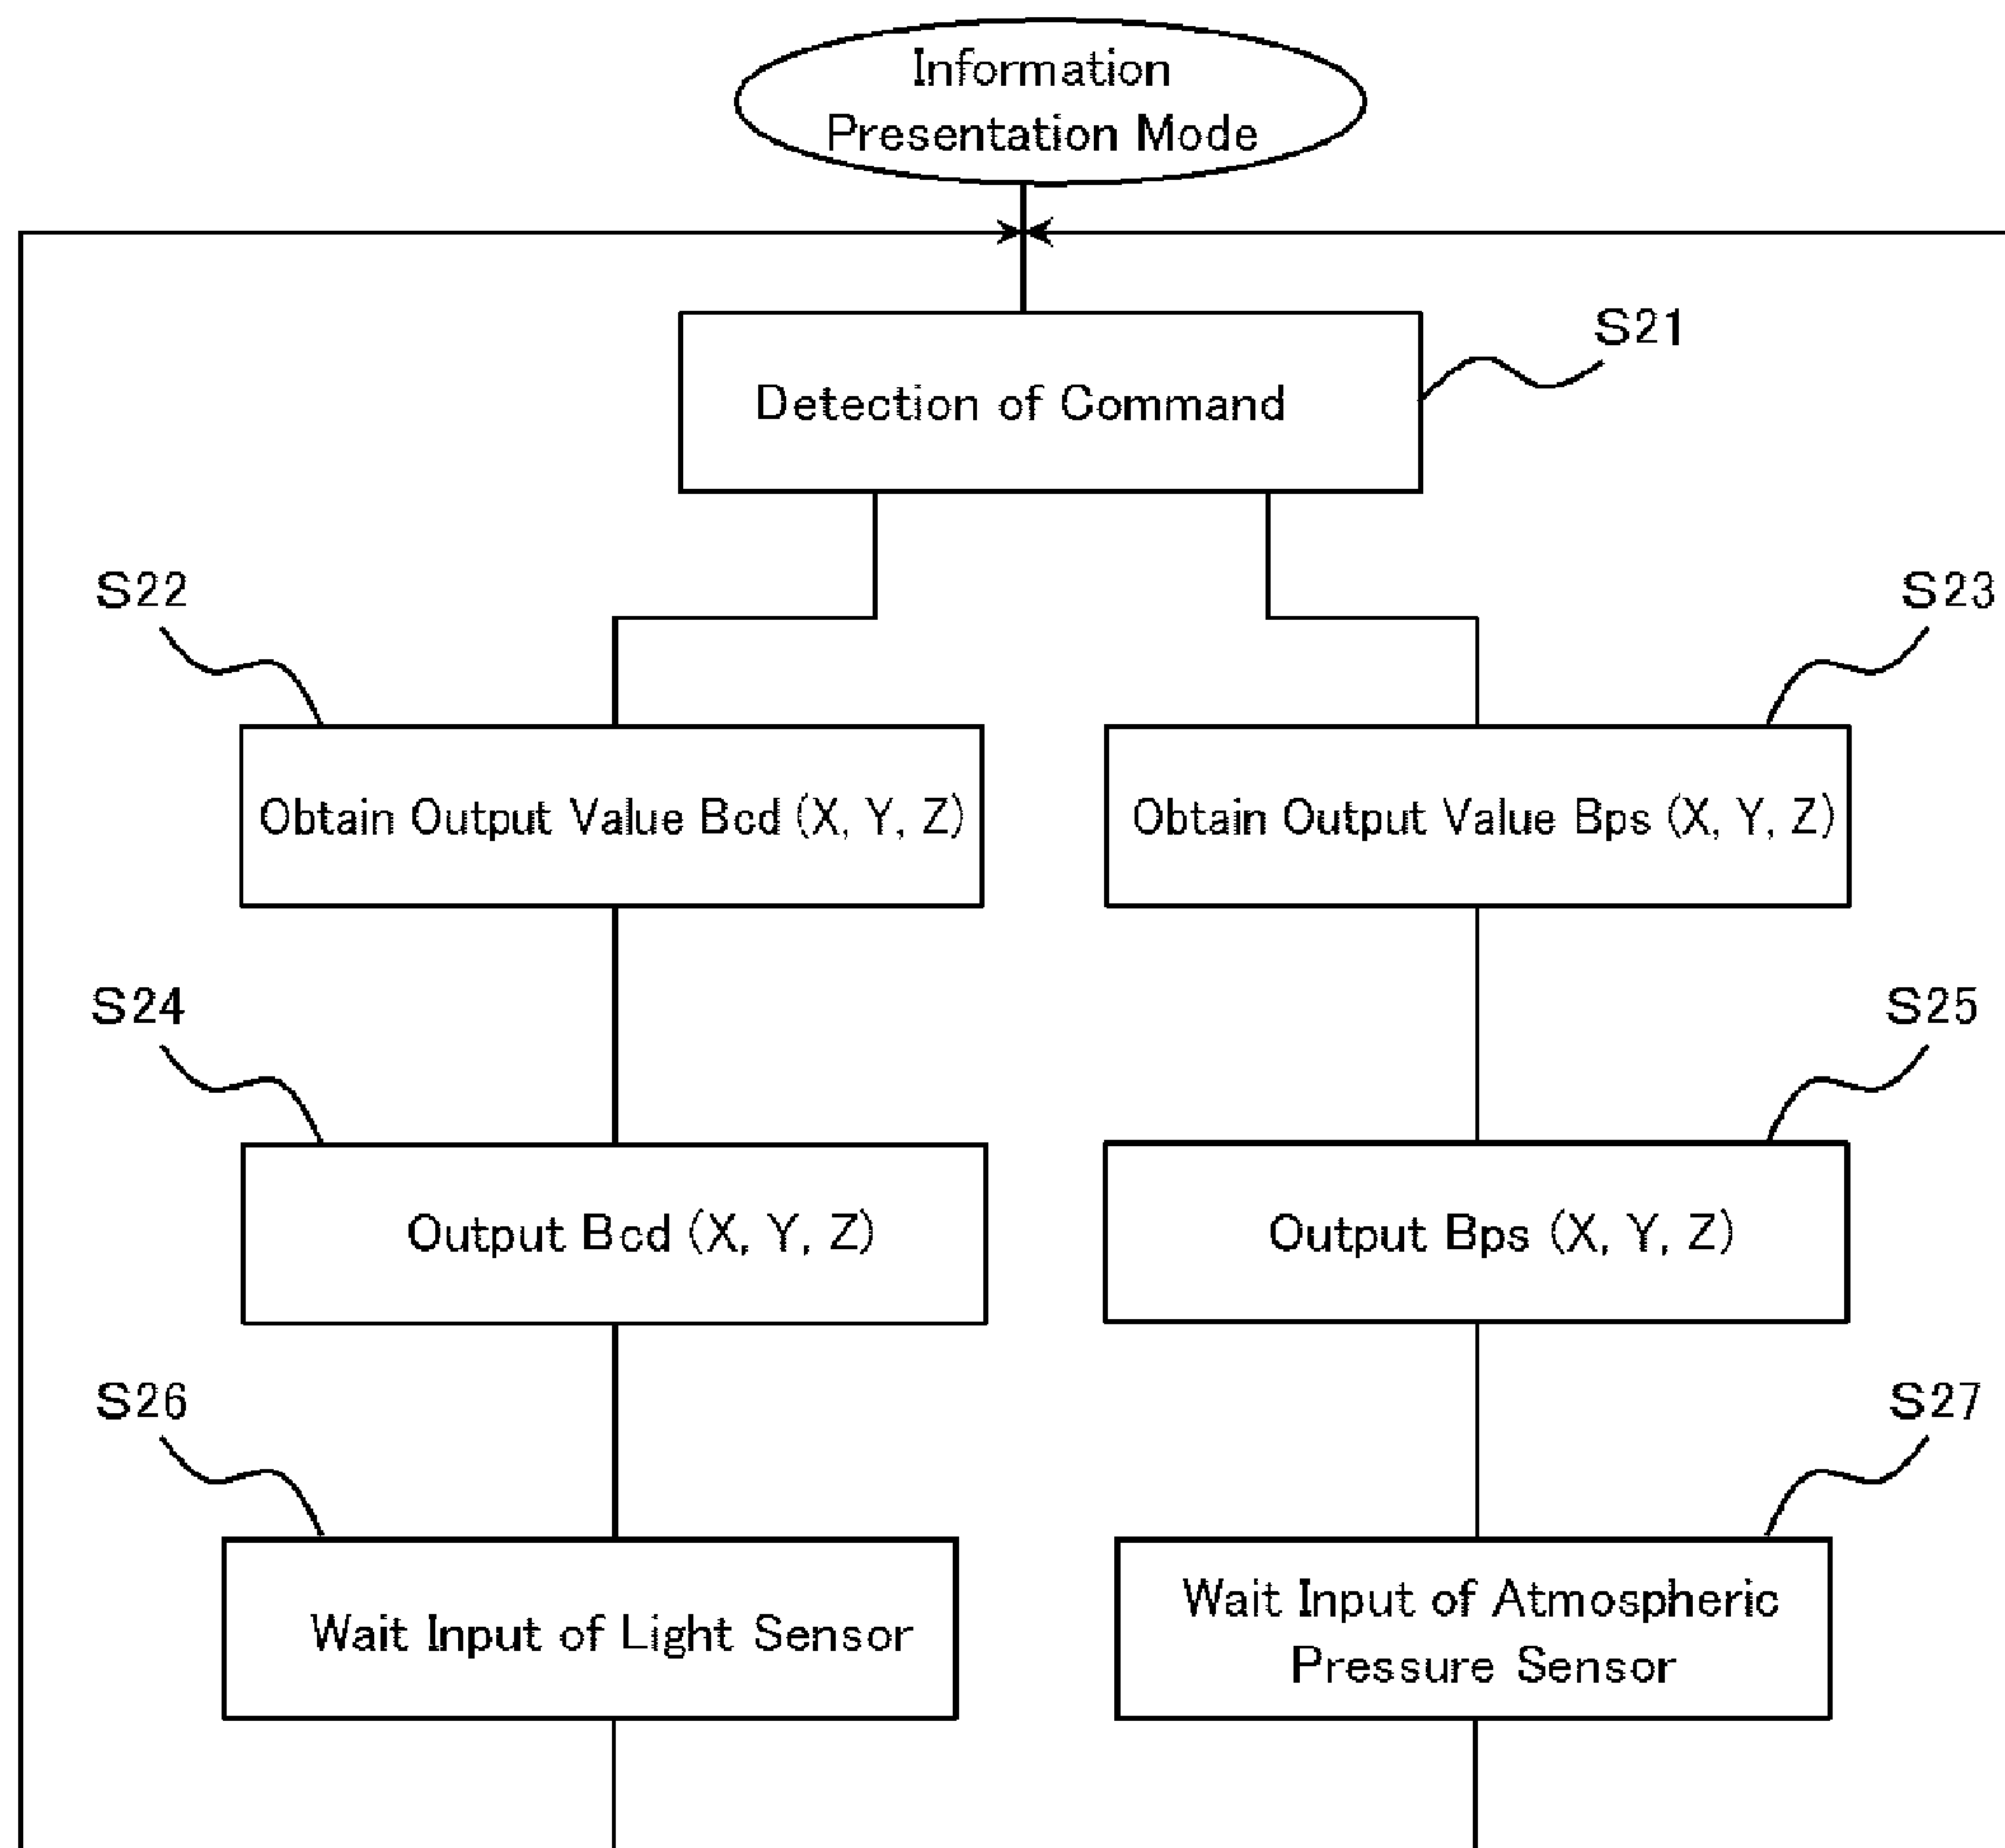 Information
Presentation Mode
S21
Detection of Command
S22
S23
Obtain Output Value Bcd (X, Y, Z)
Obtain Output Value Bps (X, Y, Z)
S24
S25
Output Bcd (X, Y, Z)
Output Bps (X, Y, Z)
S26
S27
Wait Input of Light Sensor
Wait Input of Atmospheric
Pressure Sensor